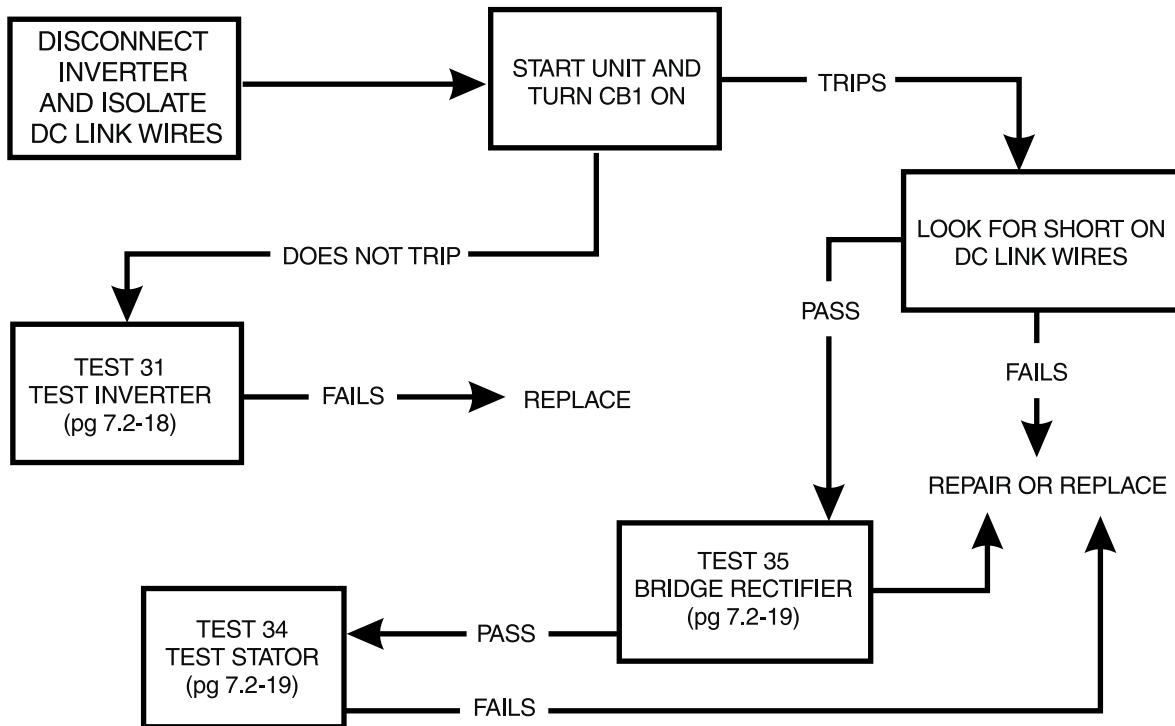 DISCONNECT
INVERTER
AND ISOLATE
DC LINK WIRES
START UNIT AND
TURN CB1 ON
TRIPS
LOOK FOR SHORT ON
DC LINK WIRES
DOES NOT TRIP
PASS
TEST 31
TEST INVERTER
(pg 7.2-18)
FAILS
REPLACE
FAILS
REPAIR OR REPLACE
TEST 35
BRIDGE RECTIFIER
(pg 7.2-19)
PASS
TEST 34
TEST STATOR
(pg 7.2-19)
FAILS